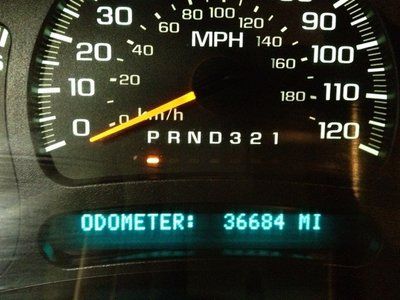 30 90
60 80 100 120
20 MPH 100
40 140
10 20 160 110
0 0 km/h 180 120
P R N D 3 2 1 120
ODOMETER: 36684 MI